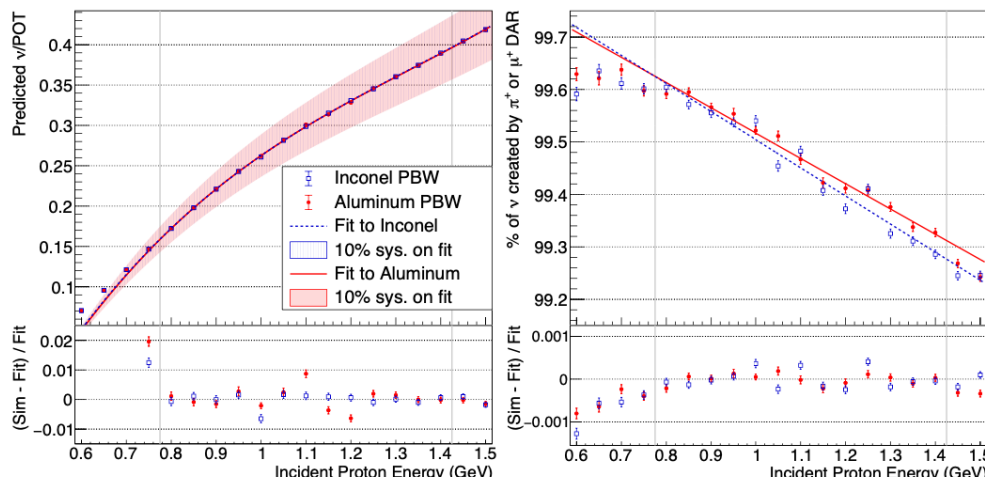 Predicted ν/POT
0.4
0.35
0.3
0.25
0.2
0.15
0.1
Inconel PBW
Aluminum PBW
Fit to Inconel
10% sys. on fit
Fit to Aluminum
10% sys. on fit
(Sim - Fit) / Fit
0.02
0.01
0
−0.01
0.6 0.7 0.8 0.9 1 1.1 1.2 1.3 1.4 1.5
Incident Proton Energy (GeV)
% of ν created by π⁺ or μ⁺ DAR
99.7
99.6
99.5
99.4
99.3
99.2
(Sim - Fit) / Fit
0.001
0
−0.001
0.6 0.7 0.8 0.9 1 1.1 1.2 1.3 1.4 1.5
Incident Proton Energy (GeV)